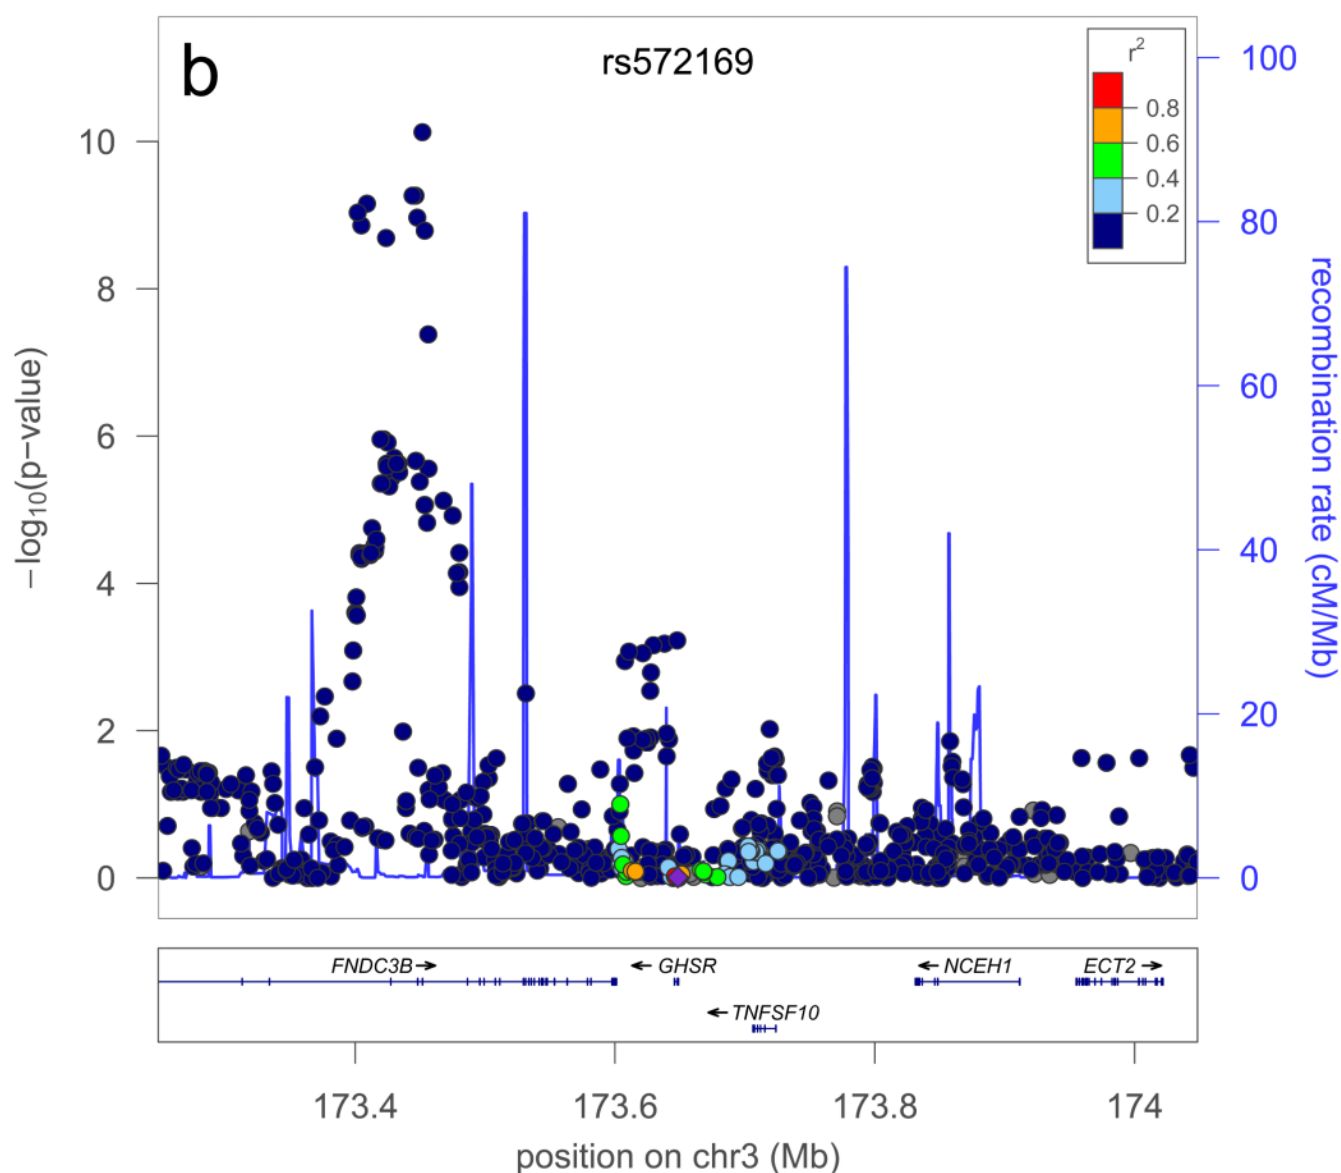 b
rs572169
r2
0.8
0.6
0.4
0.2
10
8
6
4
2
0
−log10(p−value)
100
80
60
40
20
0
recombination rate (cM/Mb)
FNDC3B→
←GHSR
←NCEH1
ECT2→
←TNFSF10
173.4 173.6 173.8 174
position on chr3 (Mb)